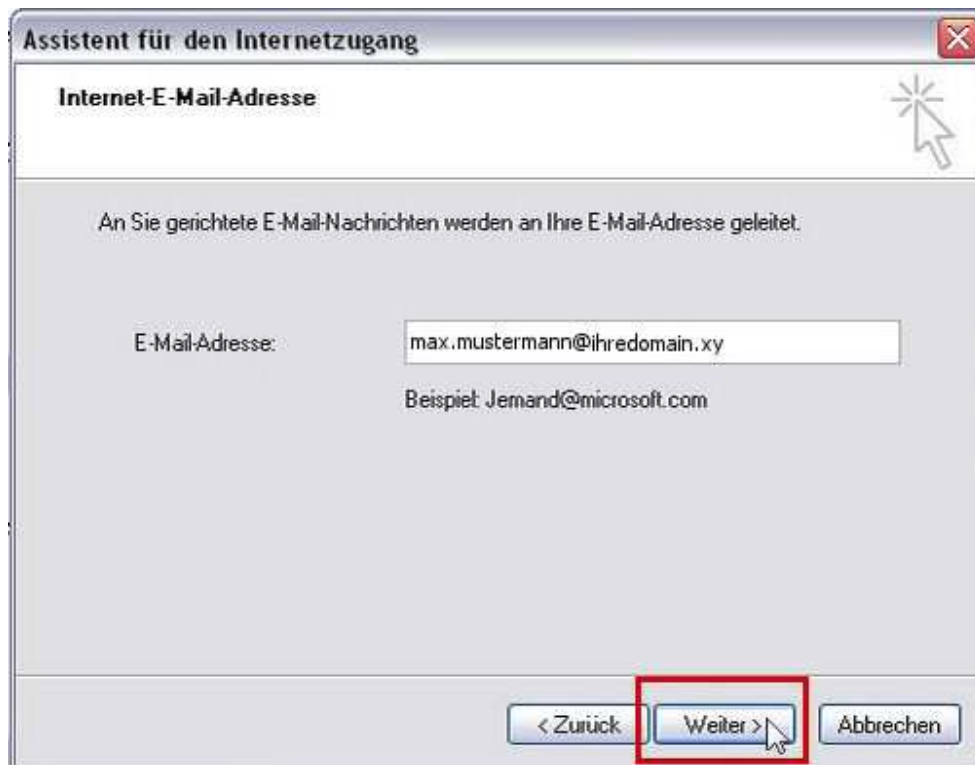 Assistent für den Internetzugang
Internet-E-Mail-Adresse
An Sie gerichtete E-Mail-Nachrichten werden an Ihre E-Mail-Adresse geleitet.
E-Mail-Adresse: max.mustermann@ihredomain.xy
Beispiel: Jemand@microsoft.com
< Zurück Weiter > Abbrechen